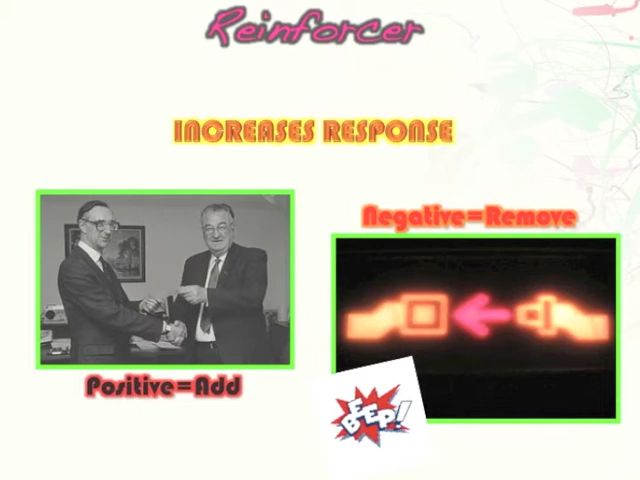 Reinforcer
INCREASES RESPONSE
Negative=Remove
Positive=Add
BEEP!